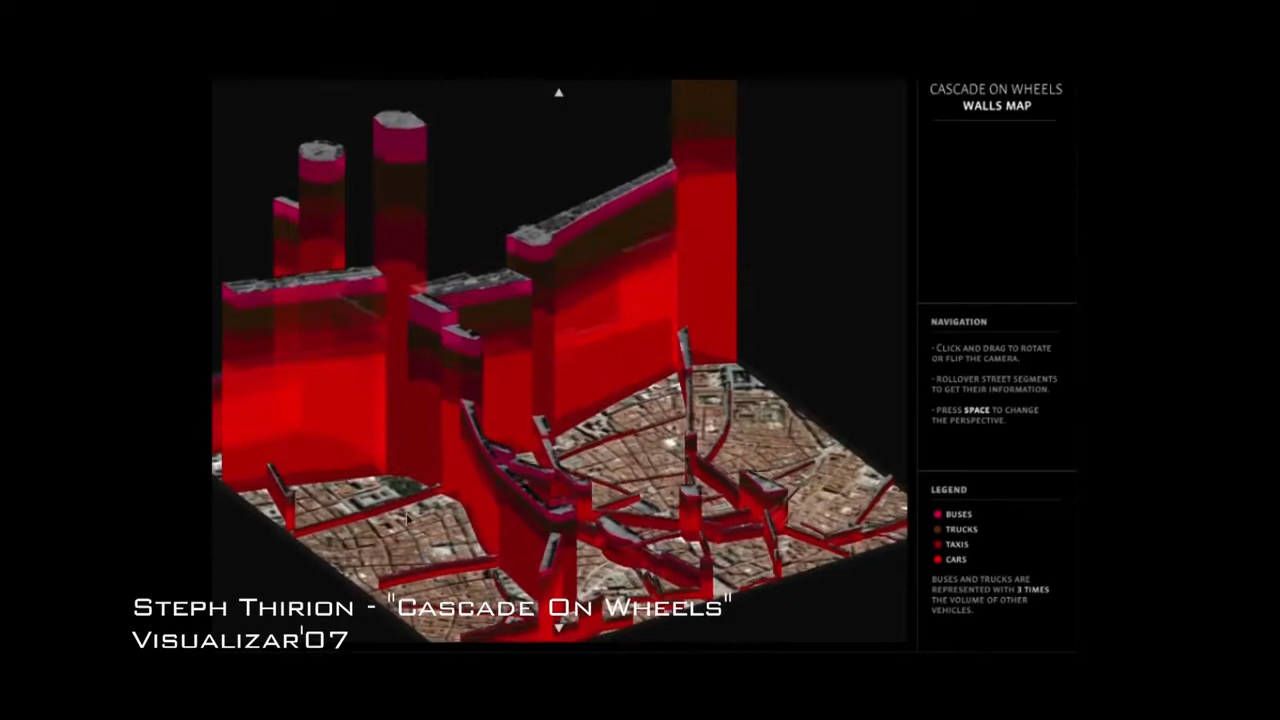 CASCADE ON WHEELS
WALLS MAP
NAVIGATION
- CLICK AND DRAG TO ROTATE
OR FLIP THE CAMERA.
- ROLLOVER STREET SEGMENTS
TO GET THEIR INFORMATION.
- PRESS SPACE TO CHANGE
THE PERSPECTIVE.
LEGEND
BUSES
TRUCKS
TAXIS
CARS
BUSES AND TRUCKS ARE
REPRESENTED WITH 3 TIMES
THE VOLUME OF OTHER
VEHICLES.
STEPH THIRION - "CASCADE ON WHEELS"
VISUALIZAR'07